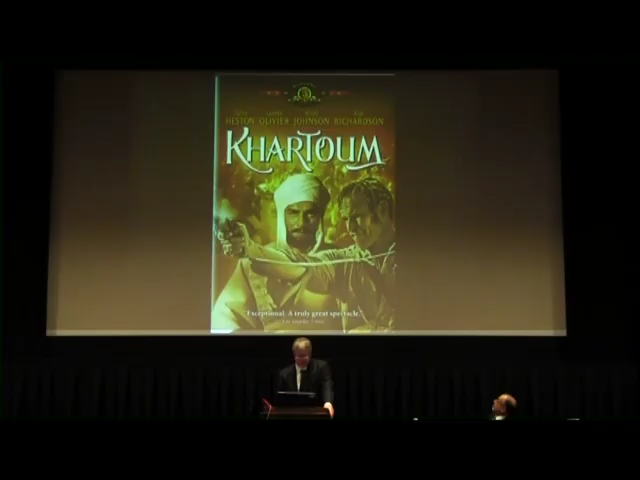 HESTON OLIVIER JOHNSON RICHARDSON
KHARTOUM
"Exceptional. A truly great spectacle."